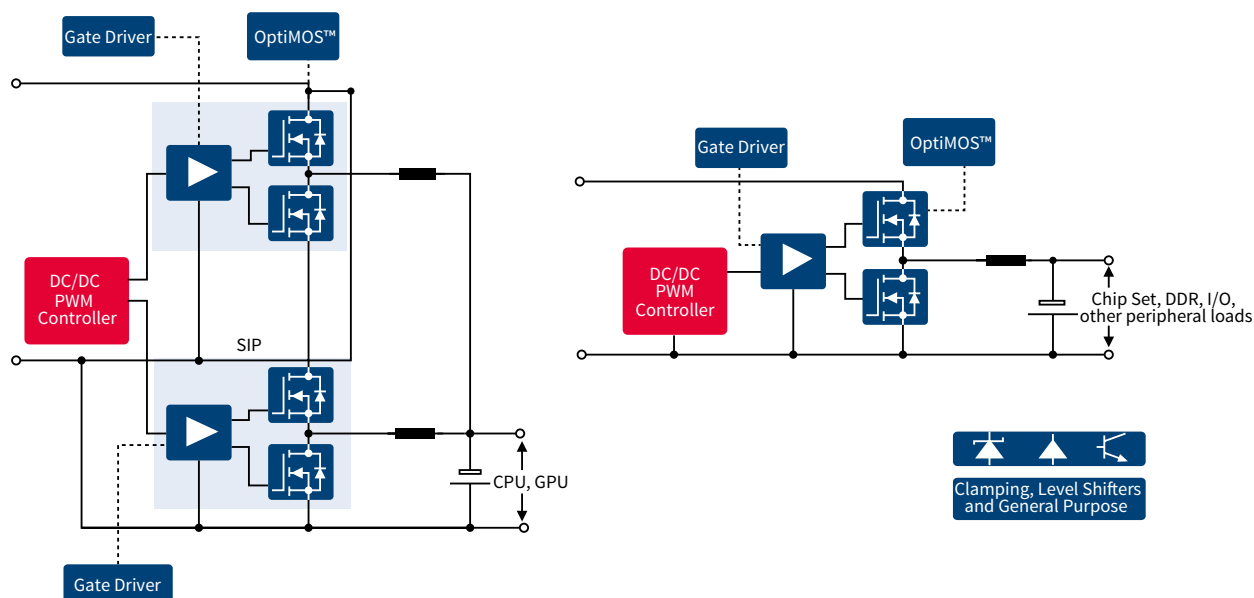 Gate Driver
OptiMOS™
DC/DC
PWM
Controller
SIP
CPU, GPU
Gate Driver
Gate Driver
OptiMOS™
DC/DC
PWM
Controller
Chip Set, DDR, I/O,
other peripheral loads
Clamping, Level Shifters
and General Purpose